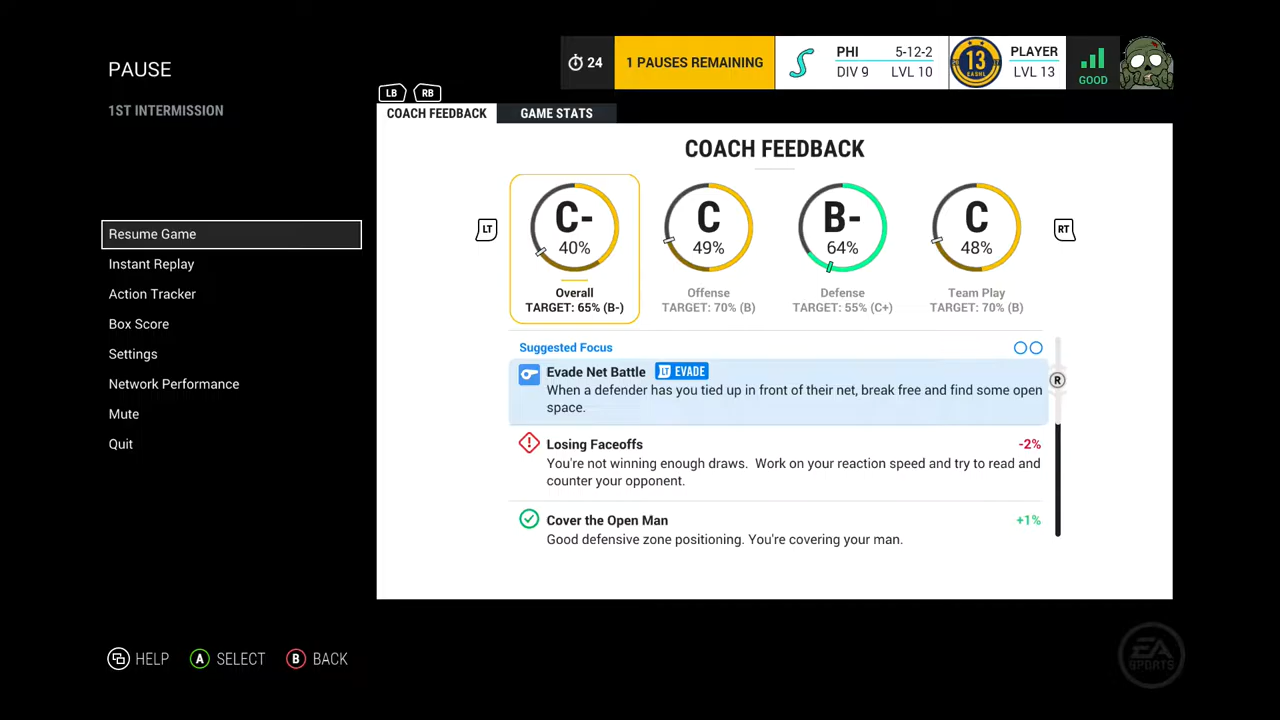 PAUSE
1ST INTERMISSION
24
1 PAUSES REMAINING
PHI 5-12-2
DIV 9 LVL 10
13
EASHL
PLAYER
LVL 13
GOOD
LB RB
COACH FEEDBACK GAME STATS
COACH FEEDBACK
LT
C-
40%
Overall
TARGET: 65% (B-)
C
49%
Offense
TARGET: 70% (B)
B-
64%
Defense
TARGET: 55% (C+)
C
48%
Team Play
TARGET: 70% (B)
RT
Resume Game
Instant Replay
Action Tracker
Box Score
Settings
Network Performance
Mute
Quit
Suggested Focus
Evade Net Battle LT EVADE
When a defender has you tied up in front of their net, break free and find some open
space.
R
Losing Faceoffs -2%
You're not winning enough draws. Work on your reaction speed and try to read and
counter your opponent.
Cover the Open Man +1%
Good defensive zone positioning. You're covering your man.
HELP A SELECT B BACK
EA
SPORTS